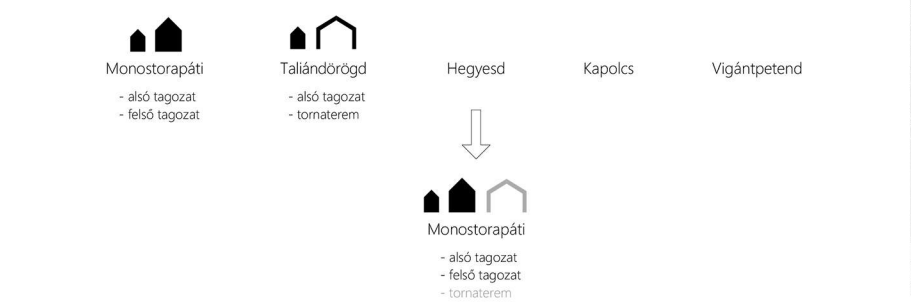 Monostorapáti
- alsó tagozat
- felső tagozat
Taliándörögd
- alsó tagozat
- tornaterem
Hegyesd
Kapolcs
Vigántpetend
Monostorapáti
- alsó tagozat
- felső tagozat
- tornaterem